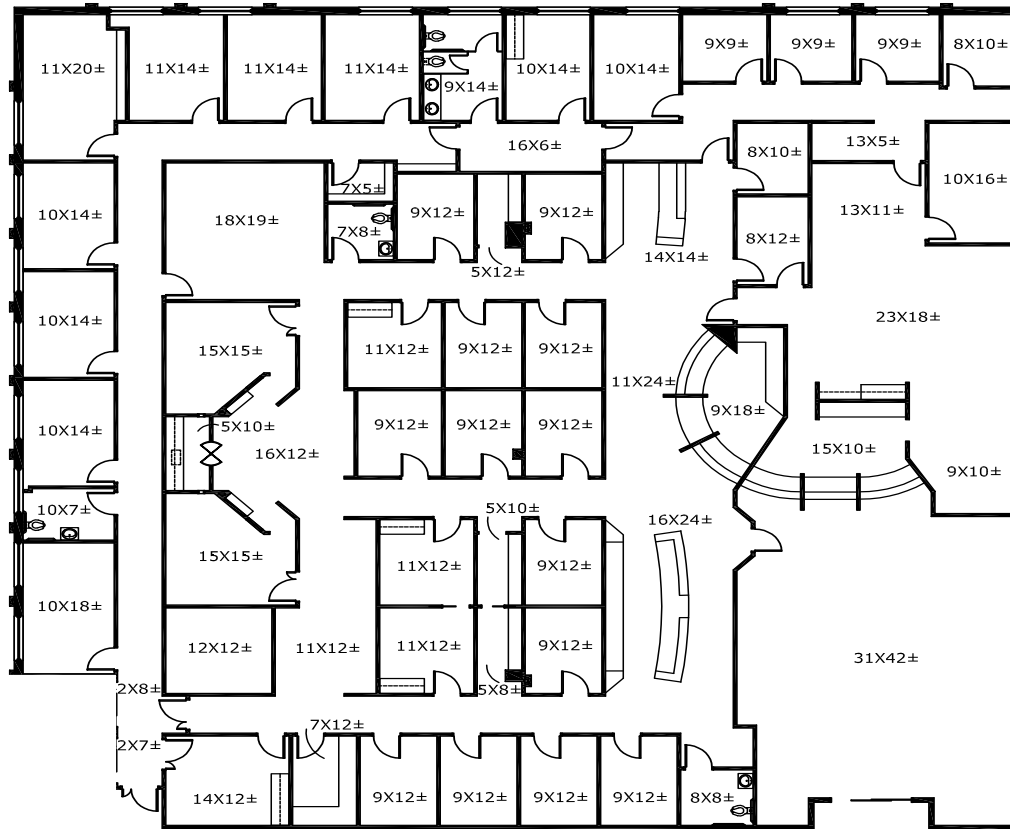 11X20±
11X14±
11X14±
11X14±
9X14±
10X14±
10X14±
9X9±
9X9±
9X9±
8X10±
16X6±
8X10±
13X5±
10X16±
10X14±
18X19±
7X5±
7X8±
9X12±
9X12±
5X12±
14X14±
8X12±
13X11±
10X14±
15X15±
11X12±
9X12±
9X12±
11X24±
23X18±
10X14±
5X10±
16X12±
9X12±
9X12±
9X12±
9X18±
15X10±
9X10±
10X7±
5X10±
16X24±
15X15±
11X12±
9X12±
10X18±
12X12±
11X12±
11X12±
9X12±
31X42±
2X8±
5X8±
2X7±
7X12±
14X12±
9X12±
9X12±
9X12±
9X12±
8X8±